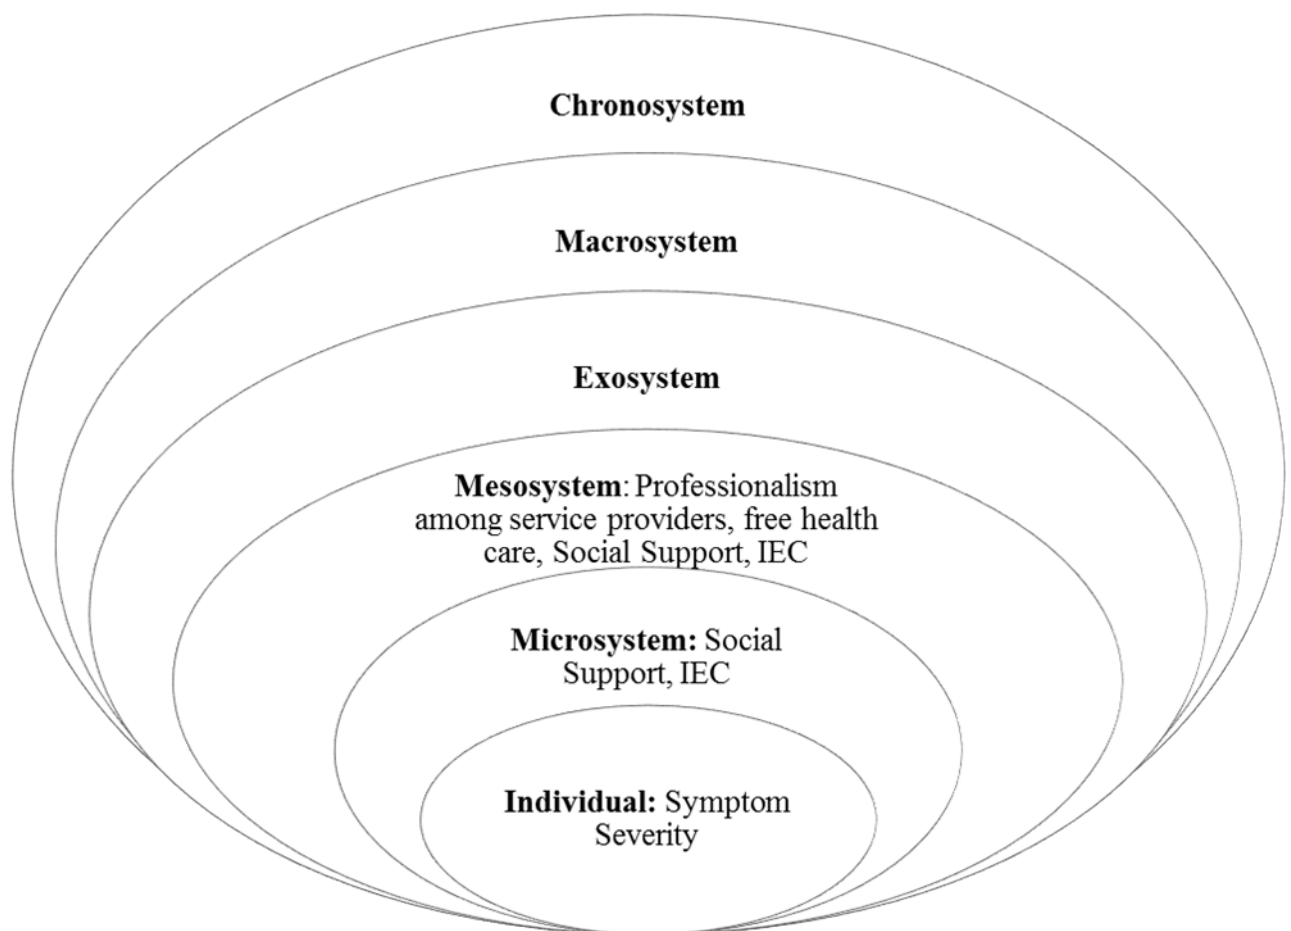 Chronosystem
Macrosystem
Exosystem
Mesosystem: Professionalism
among service providers, free health
care, Social Support, IEC
Microsystem: Social
Support, IEC
Individual: Symptom
Severity